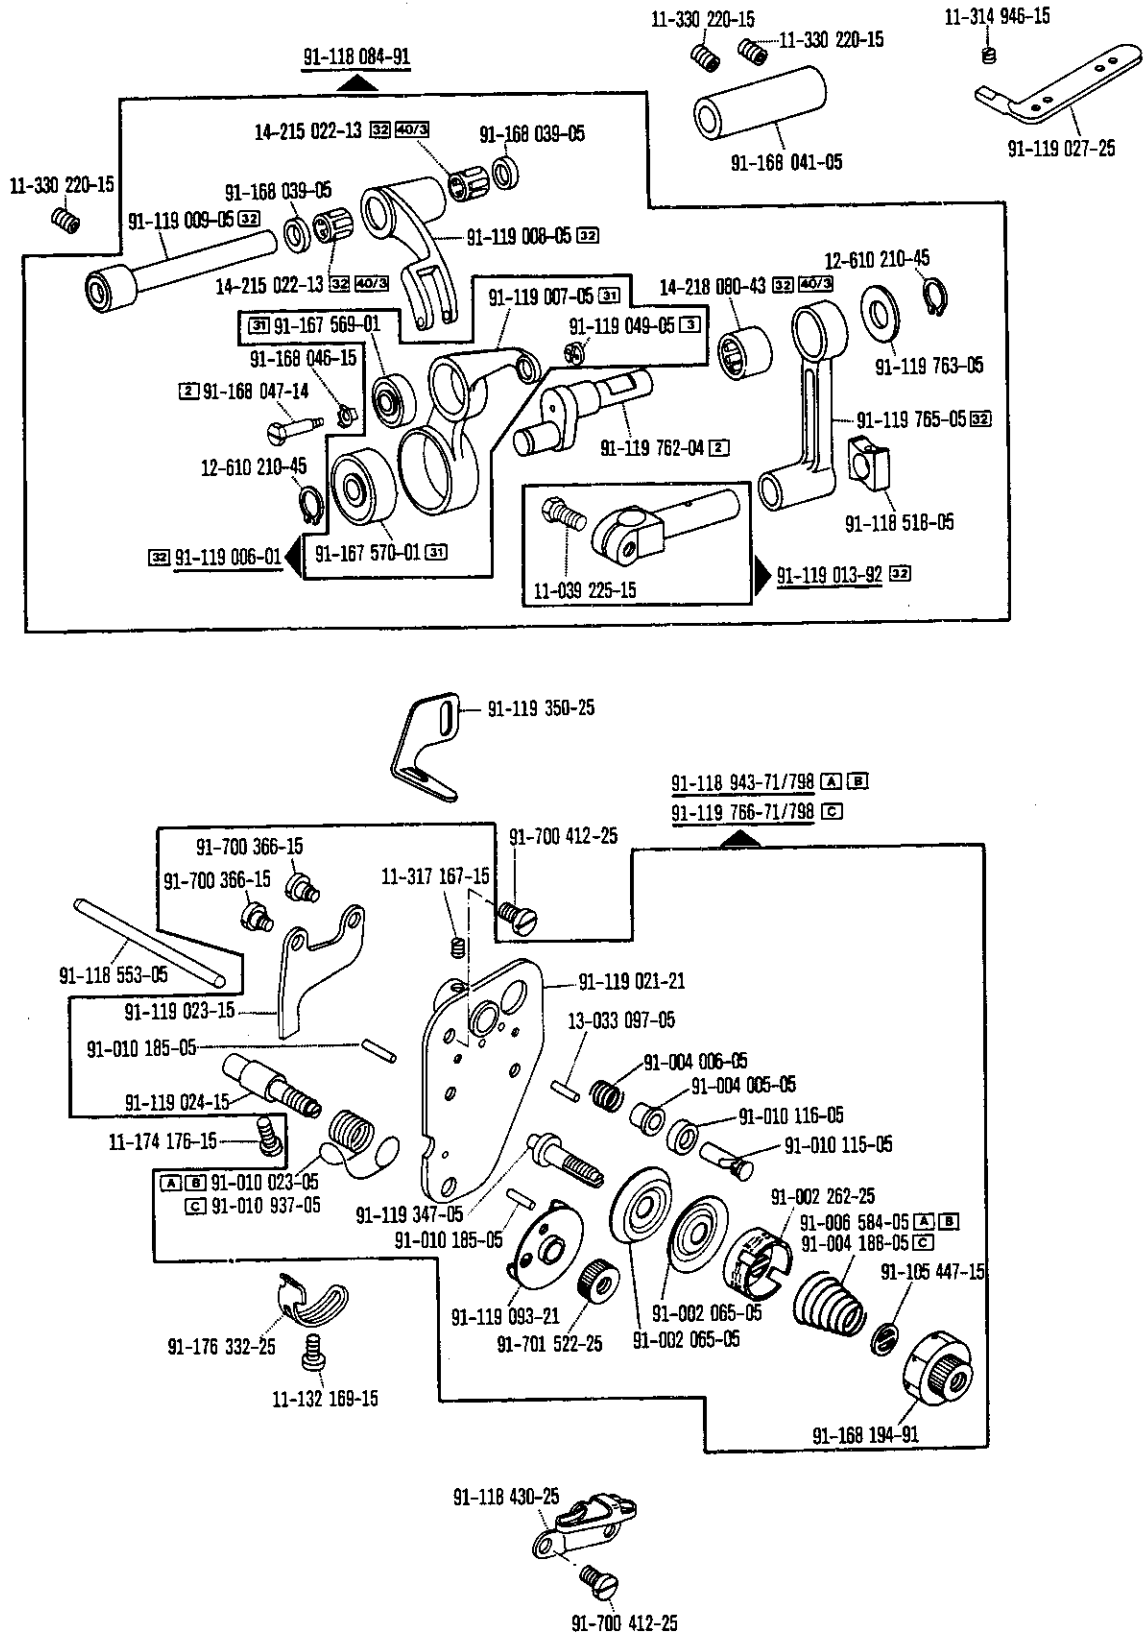 11-330 220-15
11-330 220-15
11-314 946-15
91-118 084-91
14-215 022-13 32 40/3
91-168 039-05
91-168 041-05
91-119 027-25
11-330 220-15
91-168 039-05
91-119 009-05 32
91-119 008-05 32
12-610 210-45
14-215 022-13 32 40/3
14-218 080-43 32 40/3
91-119 007-05 31
31 91-167 569-01
91-119 049-05 3
91-168 046-15
91-119 763-05
2 91-168 047-14
91-119 765-05 32
91-119 762-04 2
12-610 210-45
91-118 518-05
32 91-119 006-01
91-167 570-01 31
91-119 013-92 32
11-039 225-15
91-119 350-25
91-118 943-71/798 A B
91-119 766-71/798 C
91-700 412-25
91-700 366-15
11-317 167-15
91-700 366-15
91-118 553-05
91-119 021-21
91-119 023-15
13-033 097-05
91-010 185-05
91-004 006-05
91-004 005-05
91-119 024-15
91-010 116-05
11-174 176-15
91-010 115-05
A B 91-010 023-05
91-002 262-25
C 91-010 937-05
91-119 347-05
91-006 584-05 A B
91-010 185-05
91-004 188-05 C
91-105 447-15
91-119 093-21
91-002 065-05
91-176 332-25
91-701 522-25
91-002 065-05
11-132 169-15
91-168 194-91
91-118 430-25
91-700 412-25